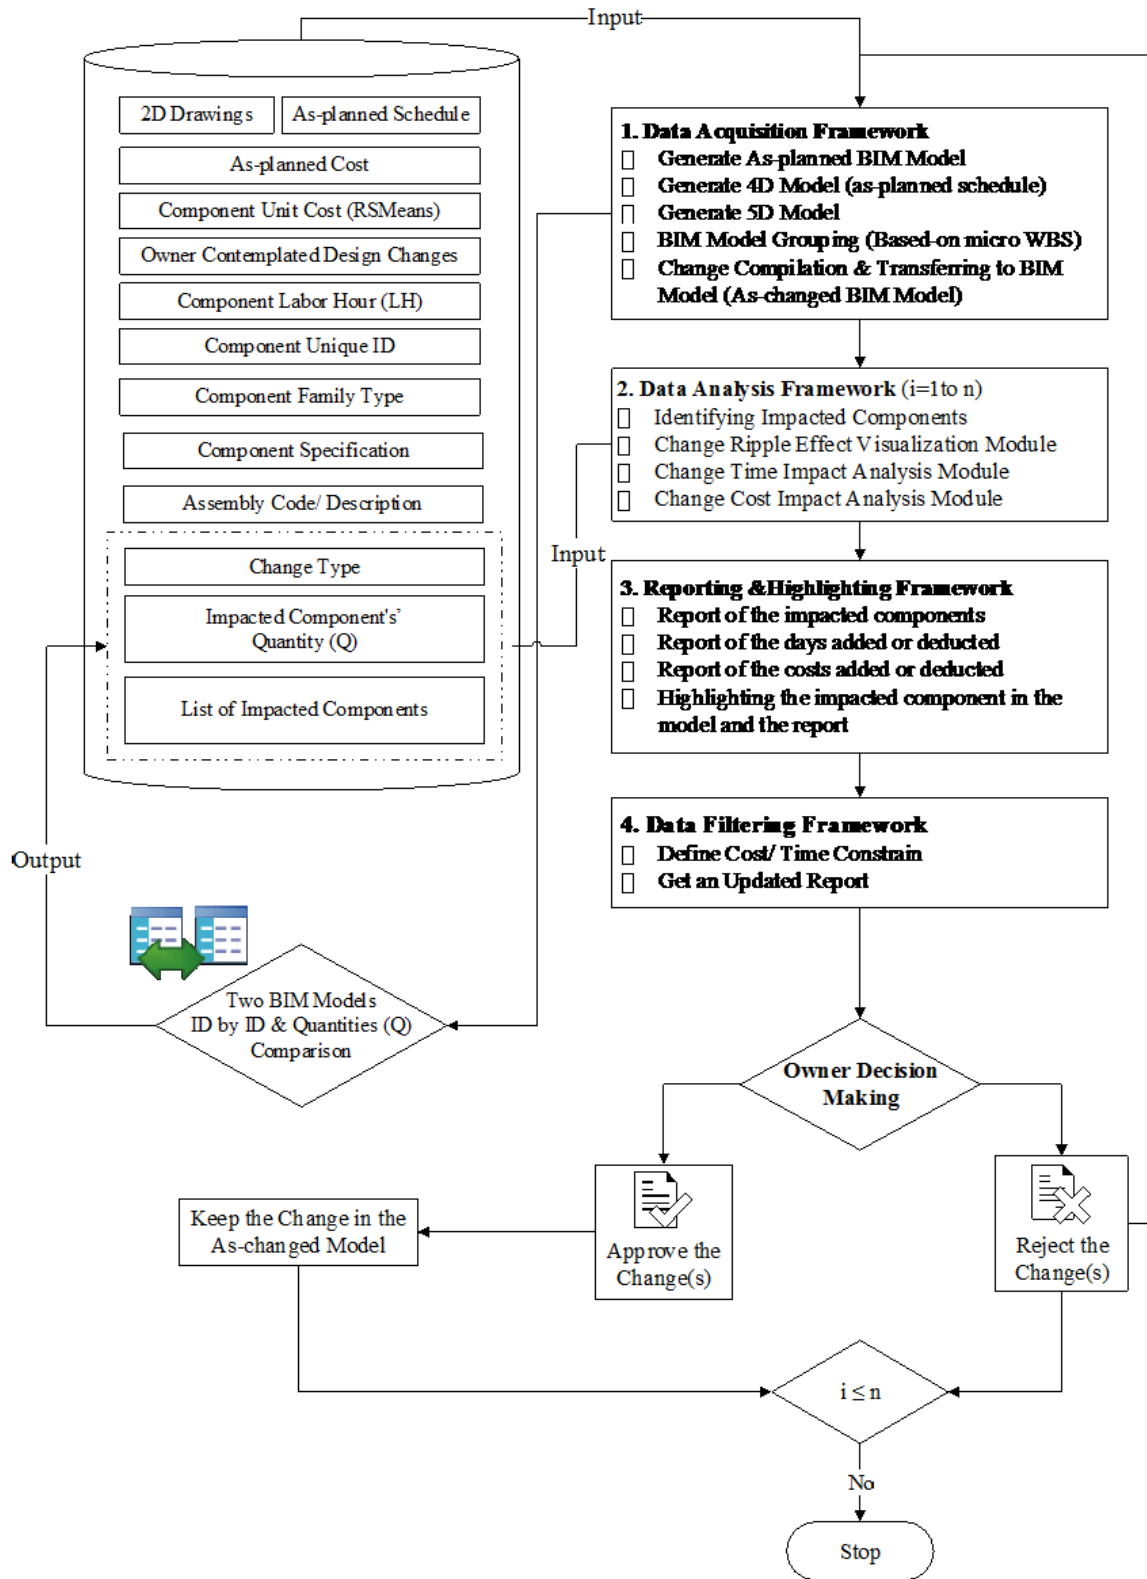 Input
2D Drawings
As-planned Schedule
As-planned Cost
Component Unit Cost (RSMeans)
Owner Contemplated Design Changes
Component Labor Hour (LH)
Component Unique ID
Component Family Type
Component Specification
Assembly Code/ Description
Change Type
Impacted Component's'
Quantity (Q)
List of Impacted Components
Output
Two BIM Models
ID by ID & Quantities (Q)
Comparison
1. Data Acquisition Framework
Generate As-planned BIM Model
Generate 4D Model (as-planned schedule)
Generate 5D Model
BIM Model Grouping (Based-on micro WBS)
Change Compilation & Transferring to BIM
Model (As-changed BIM Model)
2. Data Analysis Framework (i=1to n)
Identifying Impacted Components
Change Ripple Effect Visualization Module
Change Time Impact Analysis Module
Change Cost Impact Analysis Module
Input
3. Reporting &Highlighting Framework
Report of the impacted components
Report of the days added or deducted
Report of the costs added or deducted
Highlighting the impacted component in the
model and the report
4. Data Filtering Framework
Define Cost/ Time Constrain
Get an Updated Report
Owner Decision
Making
Approve the
Change(s)
Reject the
Change(s)
Keep the Change in the
As-changed Model
i ≤ n
No
Stop